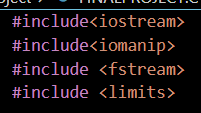 #include<iostream>
#include<iomanip>
#include <fstream>
#include <limits>